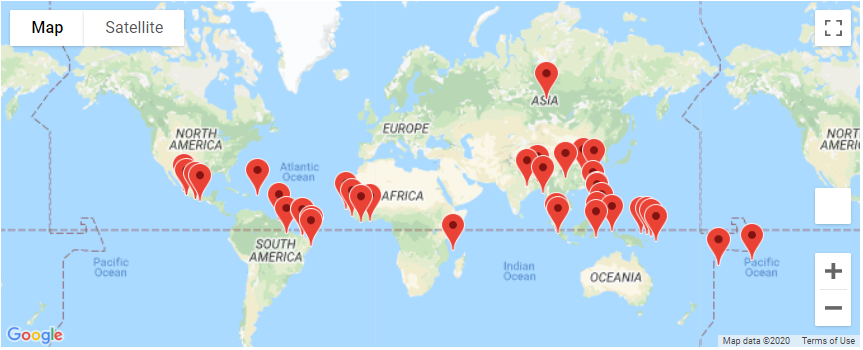 Map Satellite
ASIA
EUROPE
NORTH
AMERICA
NORTH
AMERICA
Atlantic
Ocean
AFRICA
SOUTH
AMERICA
Pacific
Ocean
Indian
Ocean
OCEANIA
Pacific
Ocean
Google
Map data ©2020 Terms of Use